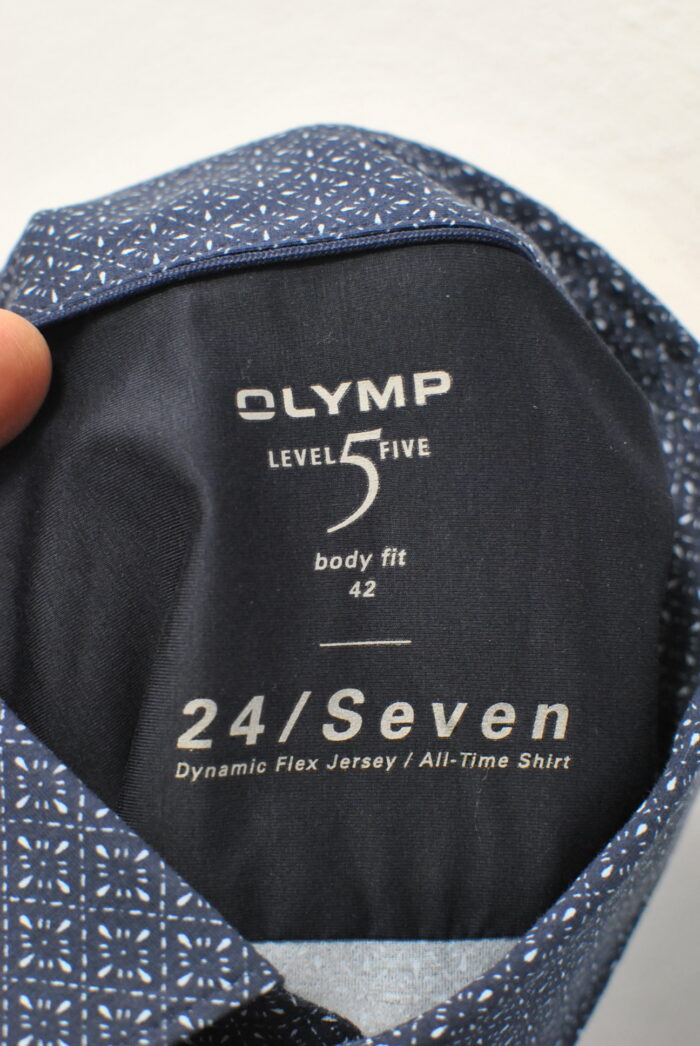 OLYMP
LEVEL 5 FIVE
body fit
42
24/Seven
Dynamic Flex Jersey / All-Time Shirt